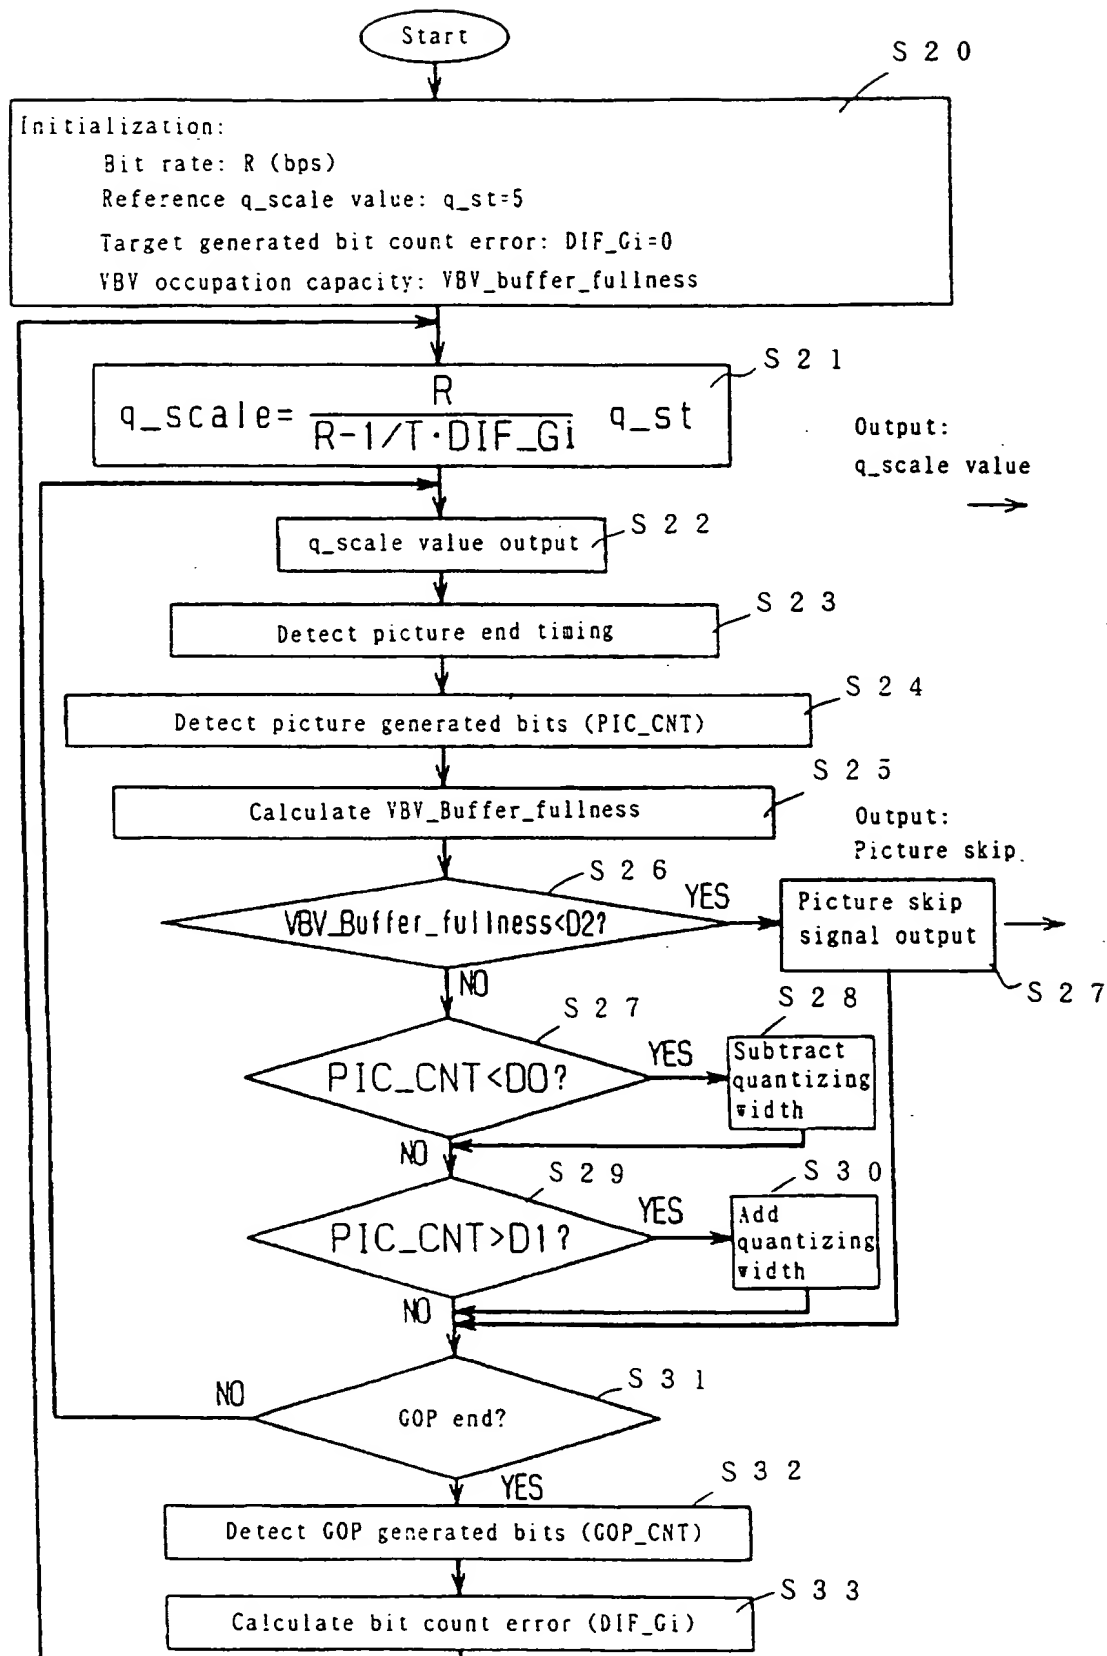 Start
S 2 0
Initialization:
Bit rate: R (bps)
Reference q_scale value: q_st=5
Target generated bit count error: DIF_Gi=0
VBV occupation capacity: VBV_buffer_fullness
S 2 1
q_scale= R / R-1/T·DIF_Gi q_st
Output:
q_scale value
S 2 2
q_scale value output
S 2 3
Detect picture end timing
S 2 4
Detect picture generated bits (PIC_CNT)
S 2 5
Calculate VBV_Buffer_fullness
Output:
Picture skip
S 2 6
VBV_Buffer_fullness<D2?
YES
Picture skip
signal output
S 2 7
NO
S 2 7
S 2 8
PIC_CNT<D0?
YES
Subtract
quantizing
width
NO
S 2 9
S 3 0
PIC_CNT>D1?
YES
Add
quantizing
width
NO
S 3 1
NO
GOP end?
YES
S 3 2
Detect GOP generated bits (GOP_CNT)
S 3 3
Calculate bit count error (DIF_Gi)